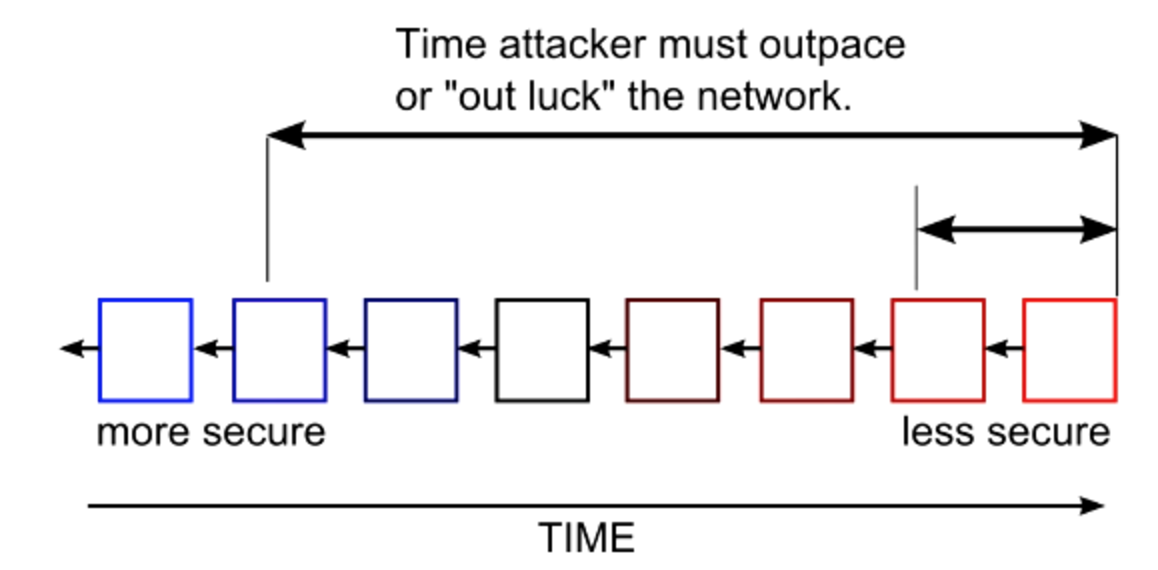 Time attacker must outpace
or "out luck" the network.
more secure
less secure
TIME